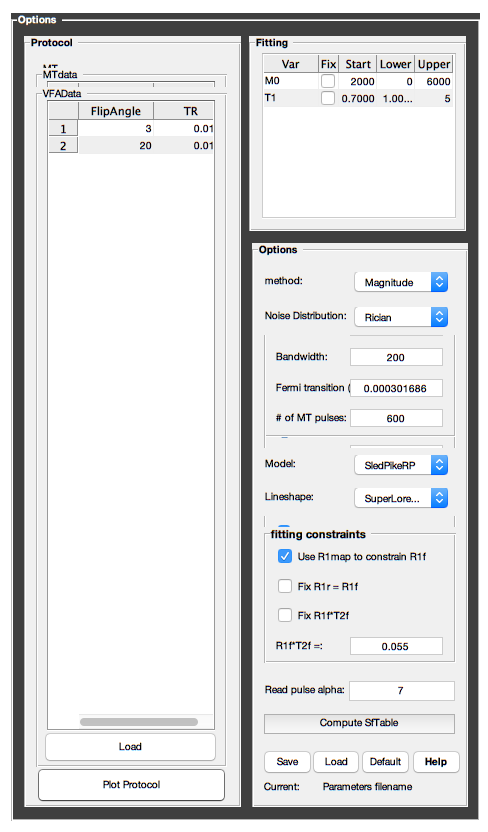 Options
Protocol
MT
MTdata
VFAData
FlipAngle TR
1 3 0.01
2 20 0.01
Load
Plot Protocol
Fitting
Var Fix Start Lower Upper
M0 2000 0 6000
T1 0.7000 1.00... 5
Options
method: Magnitude
Noise Distribution: Rician
Bandwidth: 200
Fermi transition ( 0.000301686
# of MT pulses: 600
Model: SledPikeRP
Lineshape: SuperLore...
fitting constraints
Use R1map to constrain R1f
Fix R1r = R1f
Fix R1f*T2f
R1f*T2f =: 0.055
Read pulse alpha: 7
Compute SfTable
Save Load Default Help
Current: Parameters filename